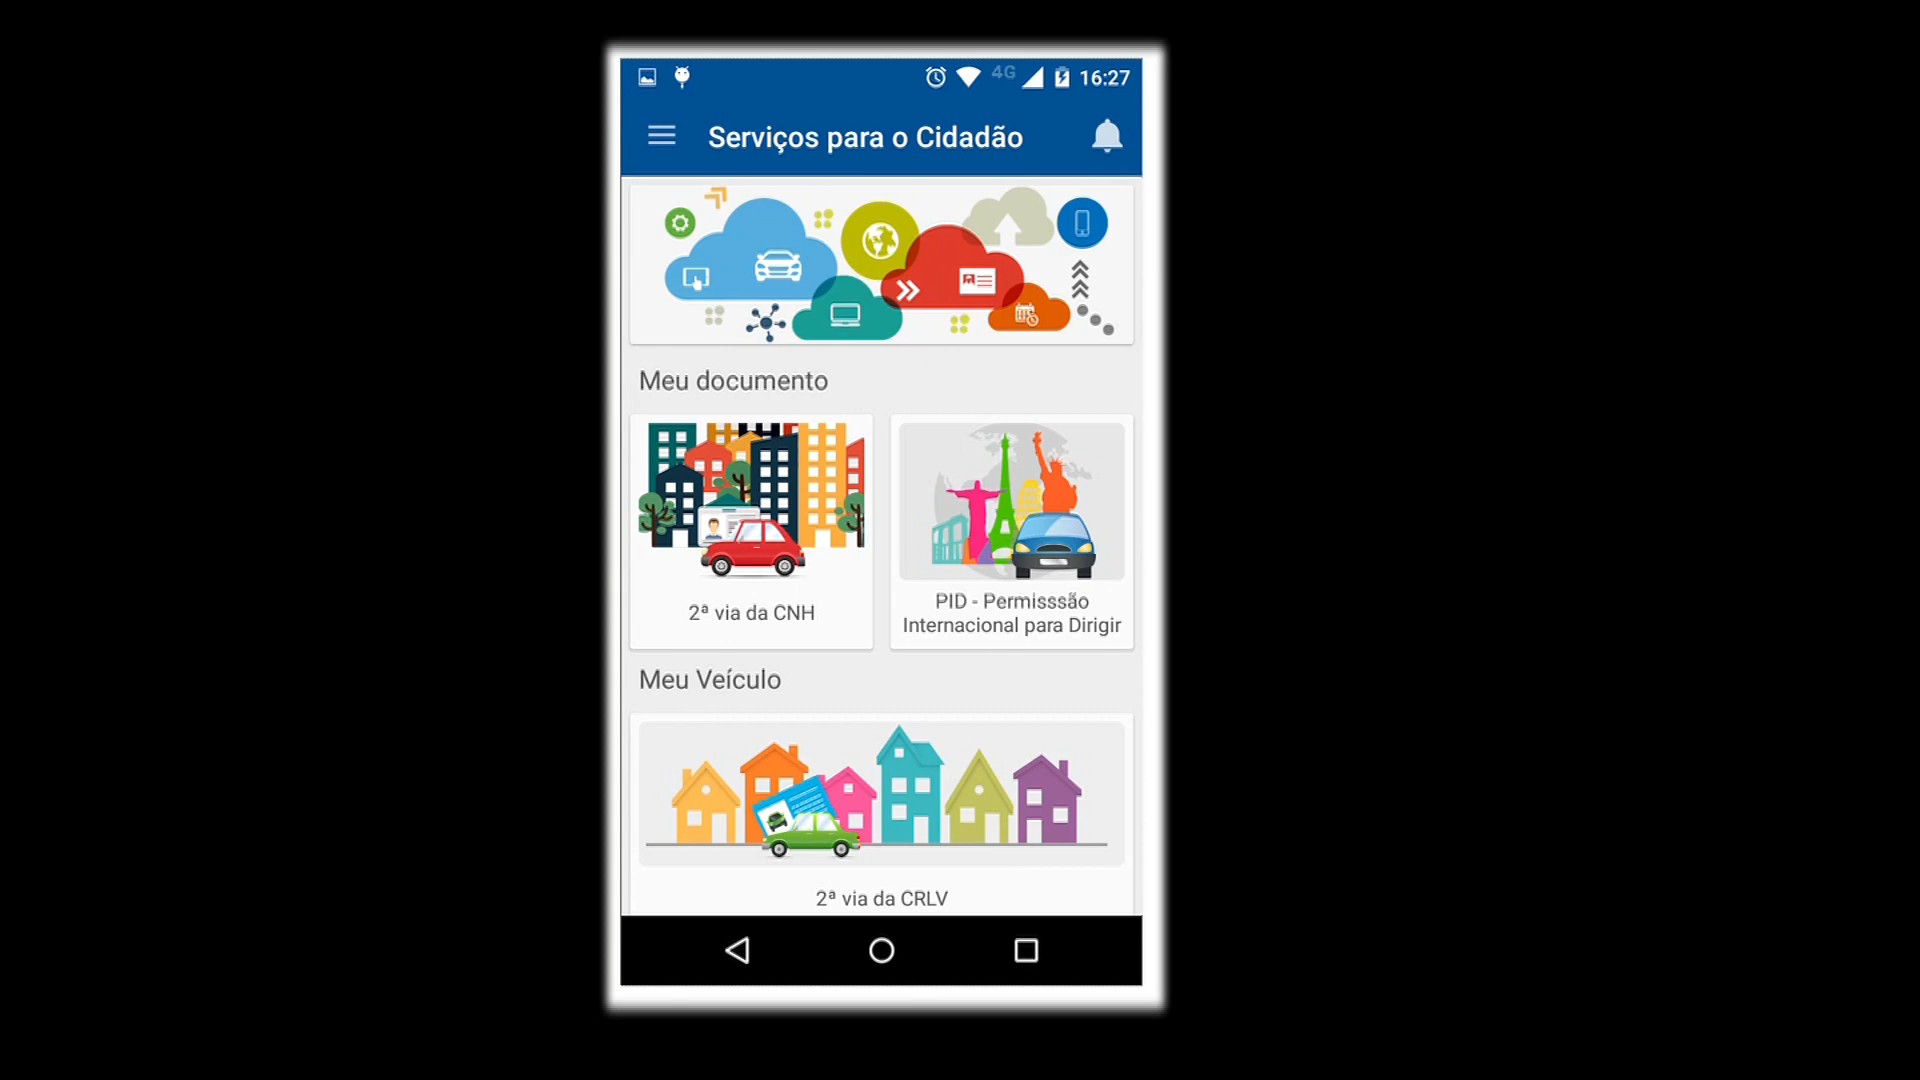 4G 16:27
Serviços para o Cidadão
Meu documento
2ª via da CNH
PID - Permisssão
Internacional para Dirigir
Meu Veículo
2ª via da CRLV